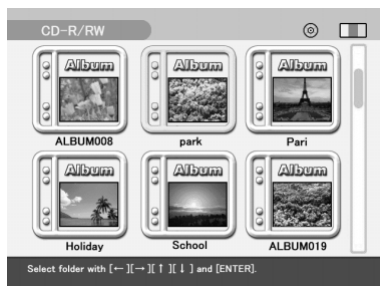 CD-R/RW
Album Album Album
ALBUM008 park Pari
Album Album Album
Holiday School ALBUM019
Select folder with [←][→][↑][↓] and [ENTER].